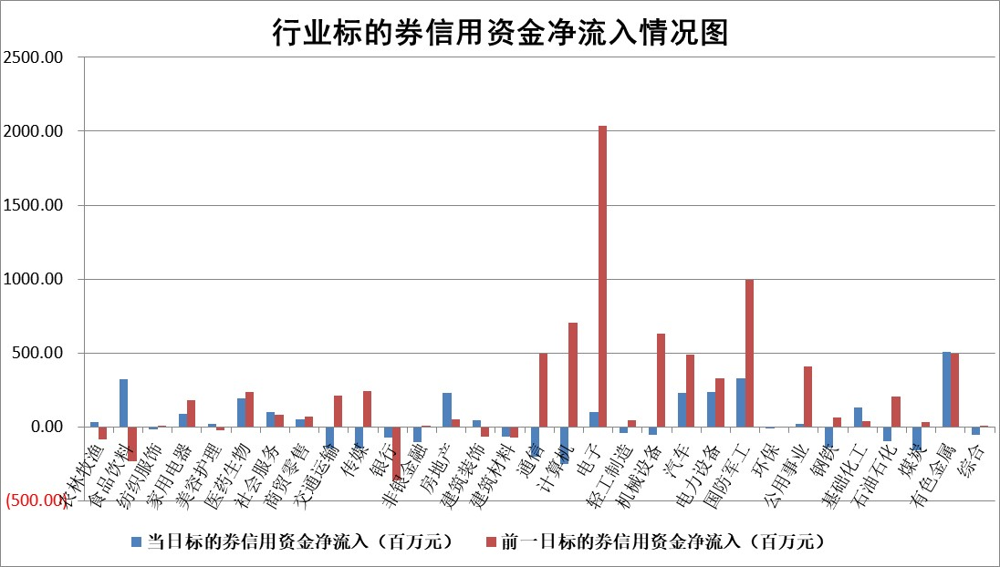 行业标的券信用资金净流入情况图
2500.00
2000.00
1500.00
1000.00
500.00
0.00
(500.00)
农林牧渔
食品饮料
纺织服饰
家用电器
美容护理
医药生物
社会服务
商贸零售
交通运输
传媒
银行
非银金融
房地产
建筑装饰
建筑材料
通信
计算机
电子
轻工制造
机械设备
汽车
电力设备
国防军工
环保
公用事业
钢铁
基础化工
石油石化
煤炭
有色金属
综合
当日标的券信用资金净流入（百万元）
前一日标的券信用资金净流入（百万元）